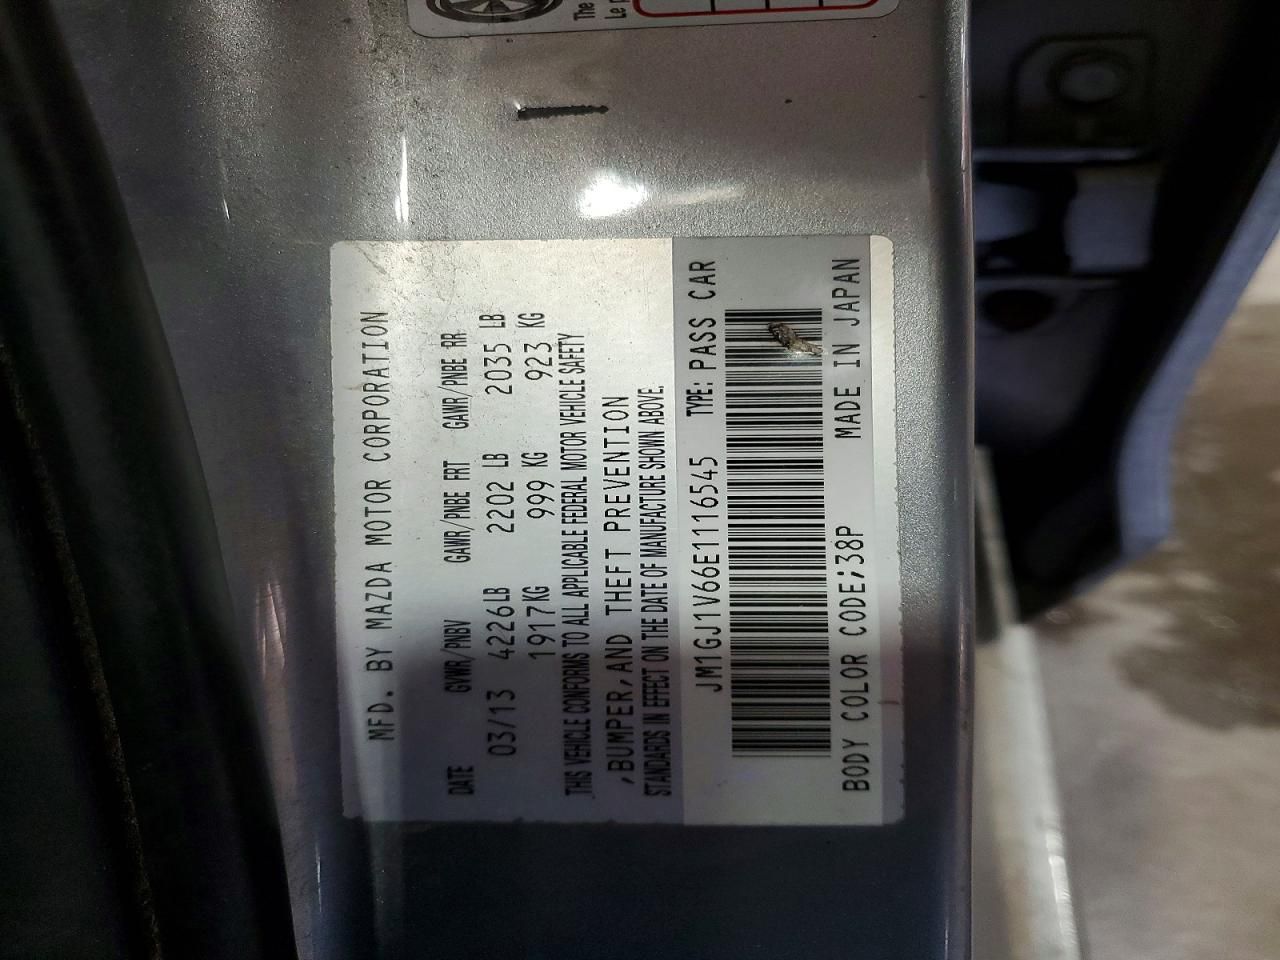 The
Le p
MFD. BY MAZDA MOTOR CORPORATION
DATE GVWR/PNBV GAWR/PNBE FRT GAWR/PNBE RR
03/13 4226LB 2202 LB 2035 LB
1917KG 999 KG 923 KG
THIS VEHICLE CONFORMS TO ALL APPLICABLE FEDERAL MOTOR VEHICLE SAFETY
,BUMPER,AND THEFT PREVENTION
STANDARDS IN EFFECT ON THE DATE OF MANUFACTURE SHOWN ABOVE.
JM1GJ1V66E1116545 TYPE: PASS CAR
BODY COLOR CODE;38P MADE IN JAPAN